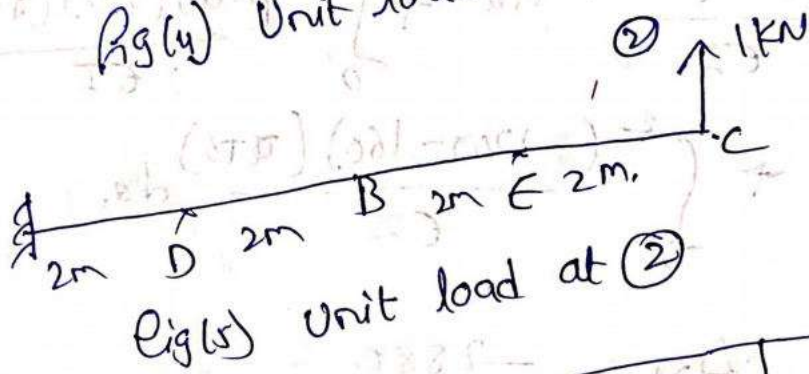 Fig(4) Unit
② 1KN
C
2m D 2m B 2m E 2m.
Fig(5) Unit load at ②